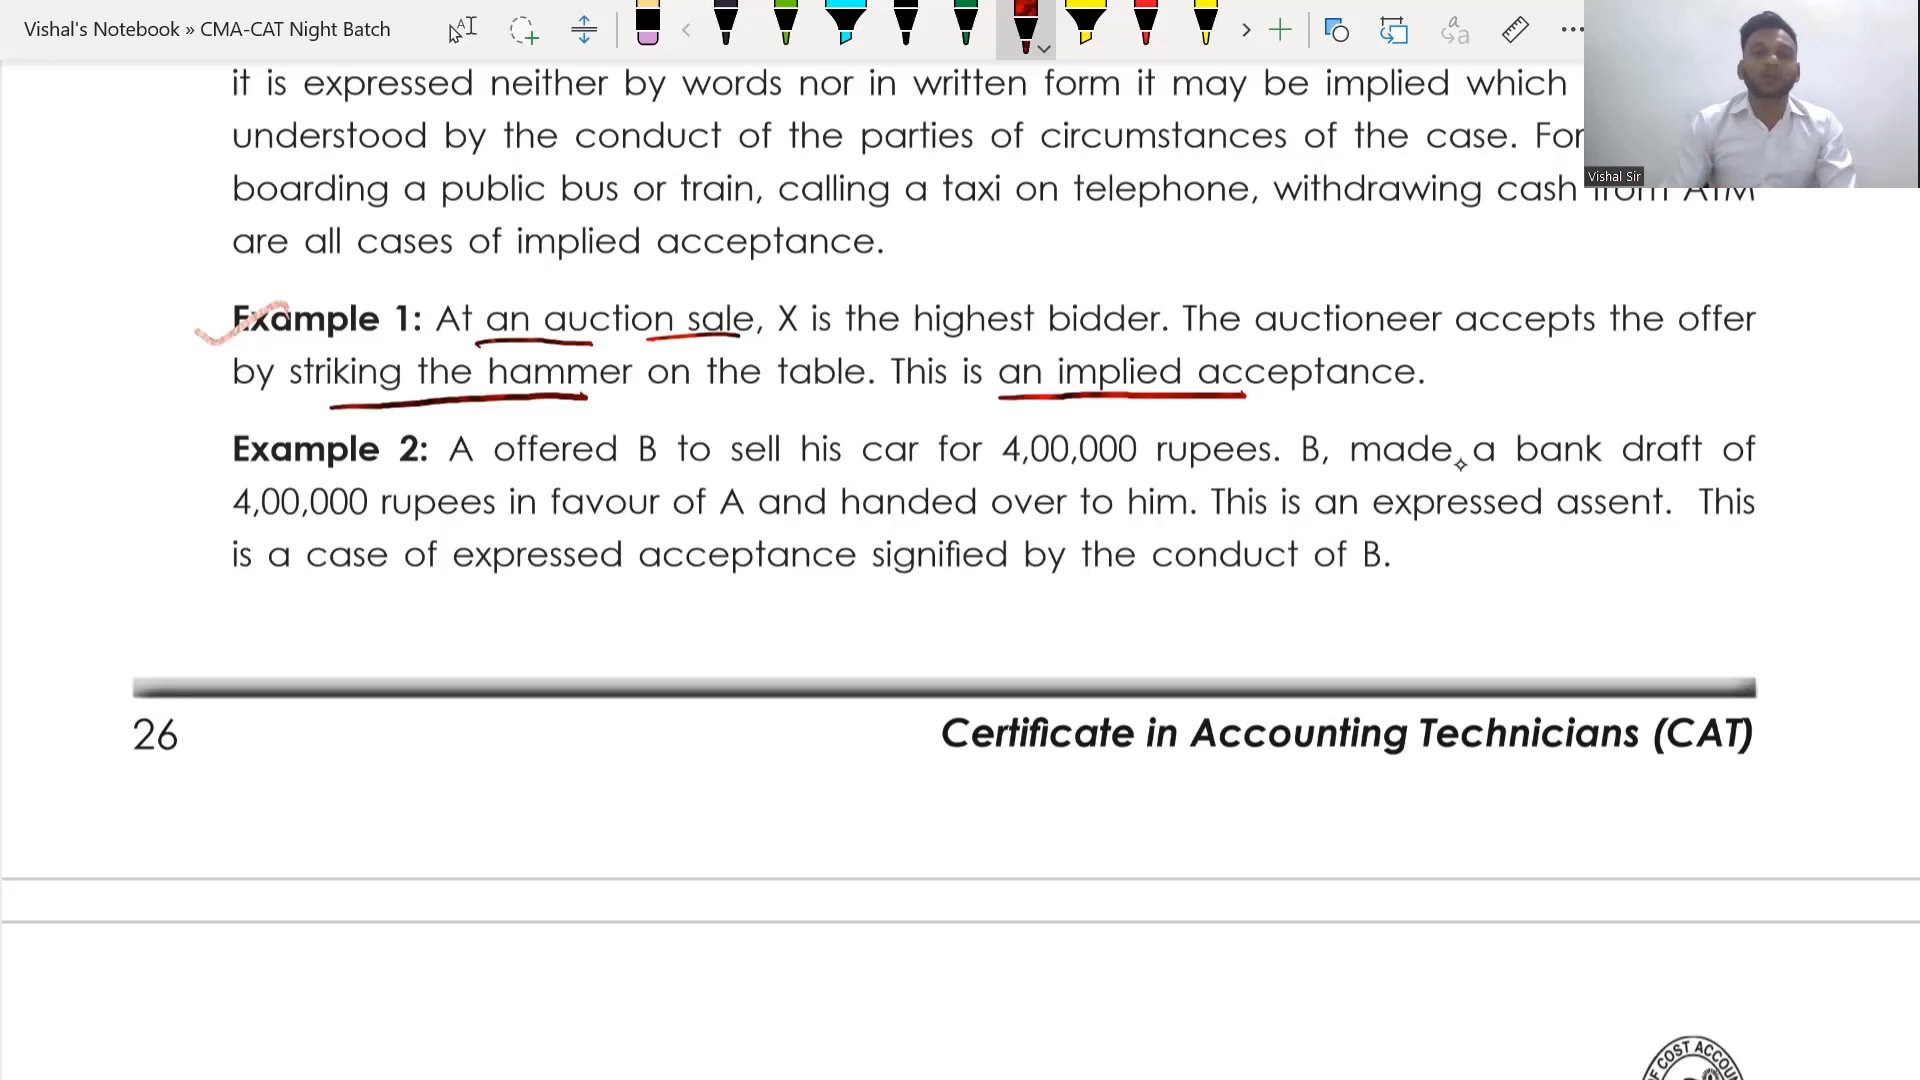 Vishal's Notebook » CMA-CAT Night Batch
it is expressed neither by words nor in written form it may be implied which
understood by the conduct of the parties of circumstances of the case. For
boarding a public bus or train, calling a taxi on telephone, withdrawing cash from ATM
are all cases of implied acceptance.
Vishal Sir
Example 1: At an auction sale, X is the highest bidder. The auctioneer accepts the offer
by striking the hammer on the table. This is an implied acceptance.
Example 2: A offered B to sell his car for 4,00,000 rupees. B, made a bank draft of
4,00,000 rupees in favour of A and handed over to him. This is an expressed assent. This
is a case of expressed acceptance signified by the conduct of B.
26
Certificate in Accounting Technicians (CAT)